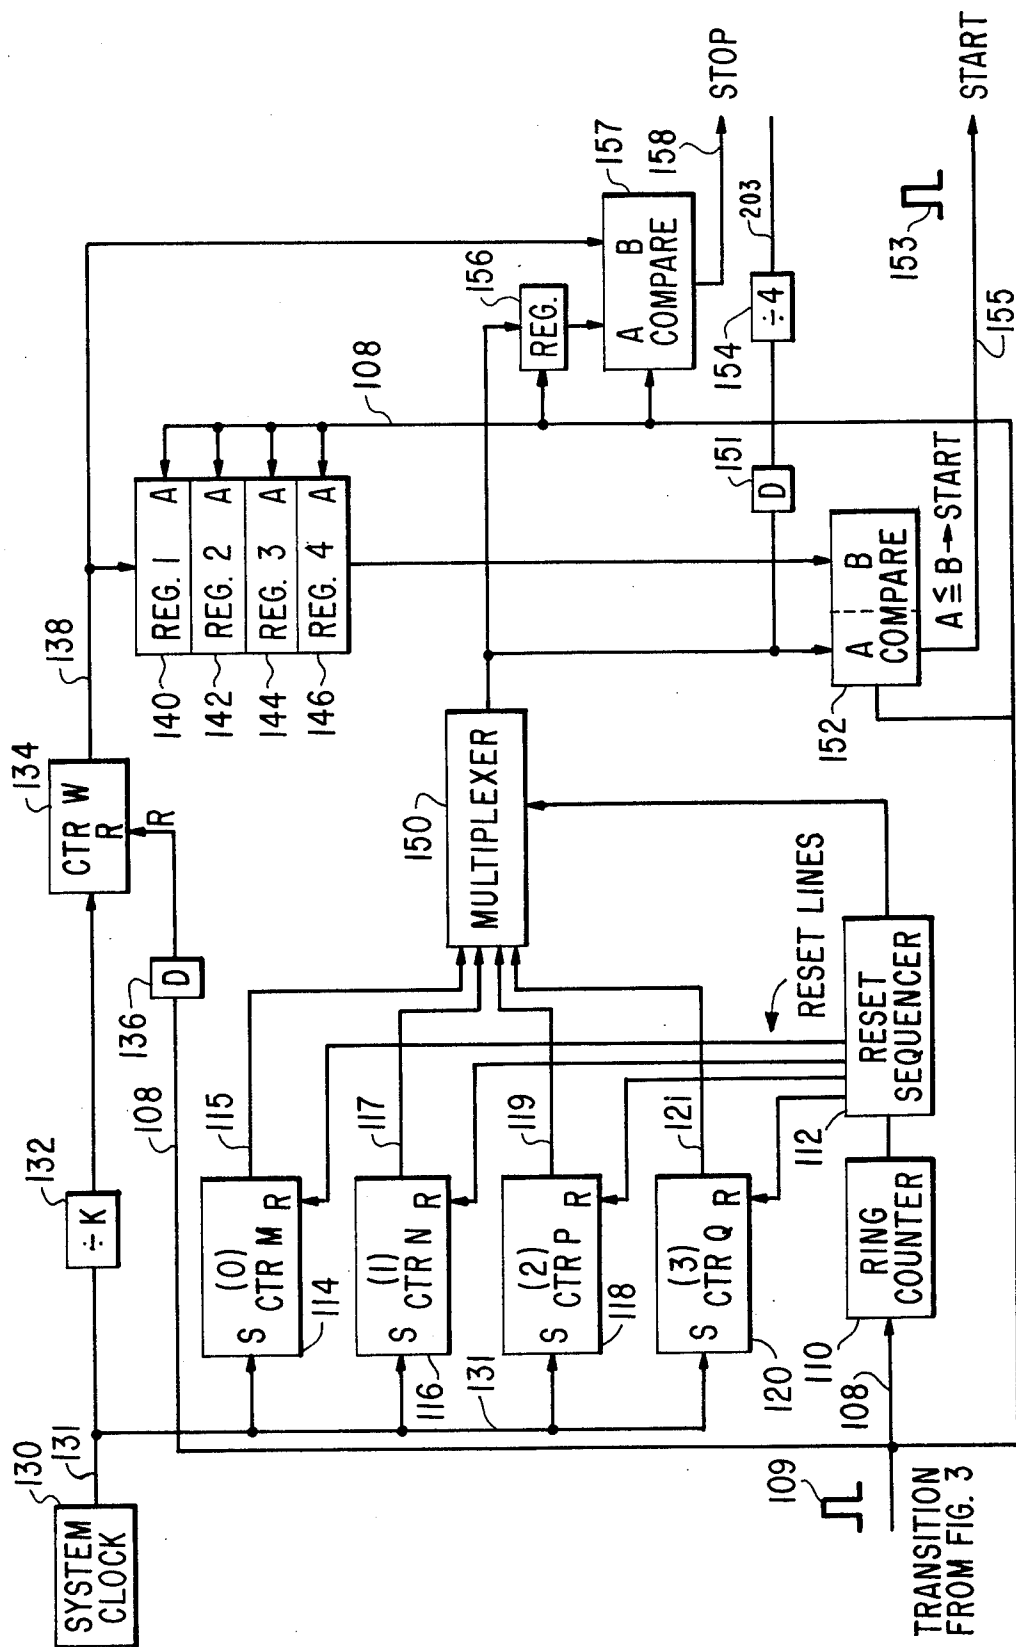 130
SYSTEM
CLOCK
131
132
÷K
134
CTR W
R
R
138
136
D
108
140
REG. 1 A
142
REG. 2 A
144
REG. 3 A
146
REG. 4 A
108
115
(0)
S CTR M R
114
117
(1)
S CTR N R
116
119
(2)
S CTR P R
118
121
(3)
S CTR Q R
120
131
150
MULTIPLEXER
156
REG.
157
A B
COMPARE
158
STOP
203
÷4
154
151
D
152
A B
COMPARE
A ≦ B → START
153
155
START
RESET LINES
RESET
SEQUENCER
112
RING
COUNTER
110
108
109
TRANSITION
FROM FIG. 3